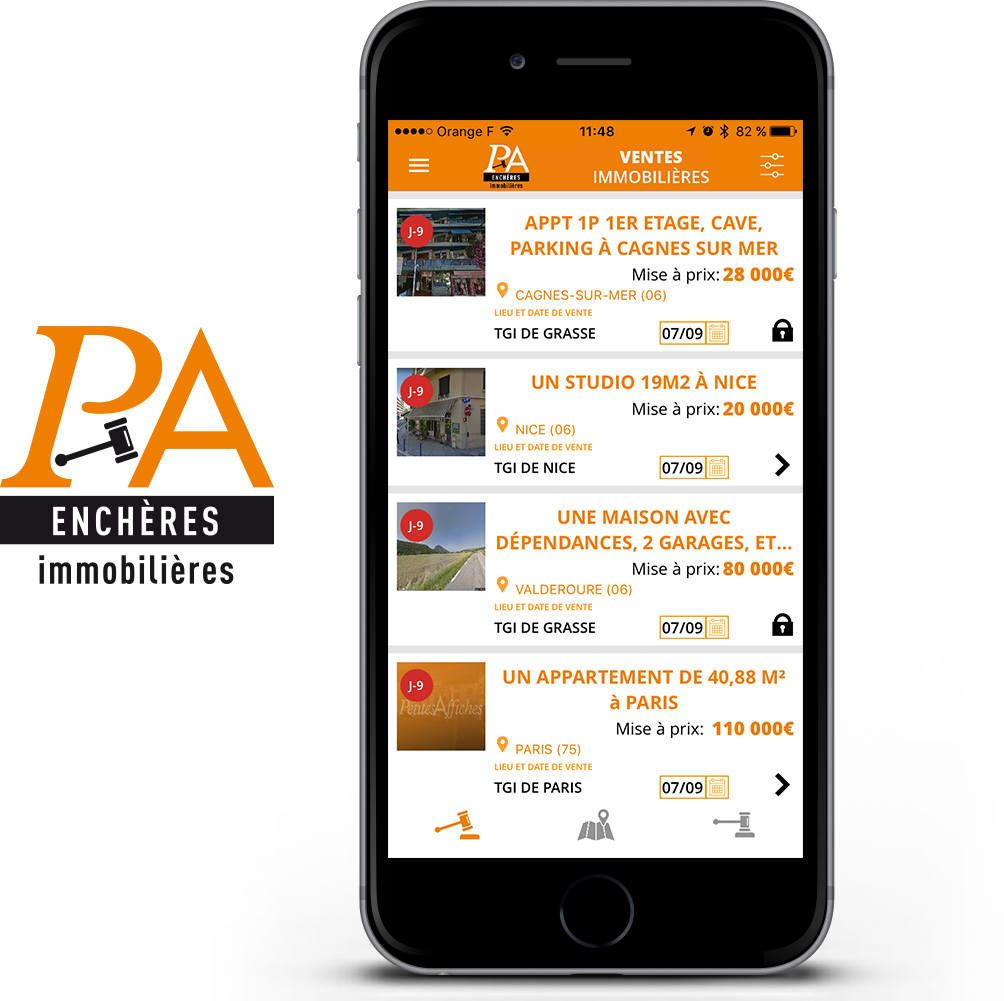 PA
ENCHÈRES
immobilières
Orange F 11:48 82 %
PA
ENCHÈRES
immobilières
VENTES
IMMOBILIÈRES
J-9
APPT 1P 1ER ETAGE, CAVE,
PARKING À CAGNES SUR MER
Mise à prix: 28 000€
CAGNES-SUR-MER (06)
LIEU ET DATE DE VENTE
TGI DE GRASSE 07/09
J-9
UN STUDIO 19M2 À NICE
Mise à prix: 20 000€
NICE (06)
LIEU ET DATE DE VENTE
TGI DE NICE 07/09
J-9
UNE MAISON AVEC
DÉPENDANCES, 2 GARAGES, ET...
Mise à prix: 80 000€
VALDEROURE (06)
LIEU ET DATE DE VENTE
TGI DE GRASSE 07/09
J-9
PetitesAffiches
UN APPARTEMENT DE 40,88 M²
à PARIS
Mise à prix: 110 000€
PARIS (75)
LIEU ET DATE DE VENTE
TGI DE PARIS 07/09